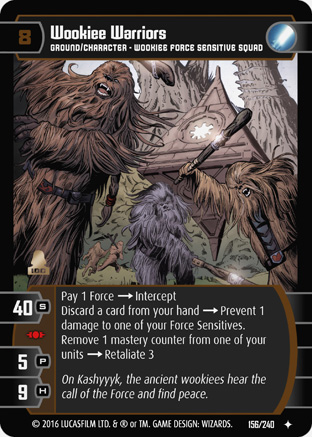 8
Wookiee Warriors
GROUND/CHARACTER - WOOKIEE FORCE SENSITIVE SQUAD
40 S
5 P
9 H
Pay 1 Force → Intercept
Discard a card from your hand → Prevent 1
damage to one of your Force Sensitives.
Remove 1 mastery counter from one of your
units → Retaliate 3
On Kashyyyk, the ancient wookiees hear the
call of the Force and find peace.
© 2016 LUCASFILM LTD. & ® or TM. GAME DESIGN: WIZARDS.
156/240